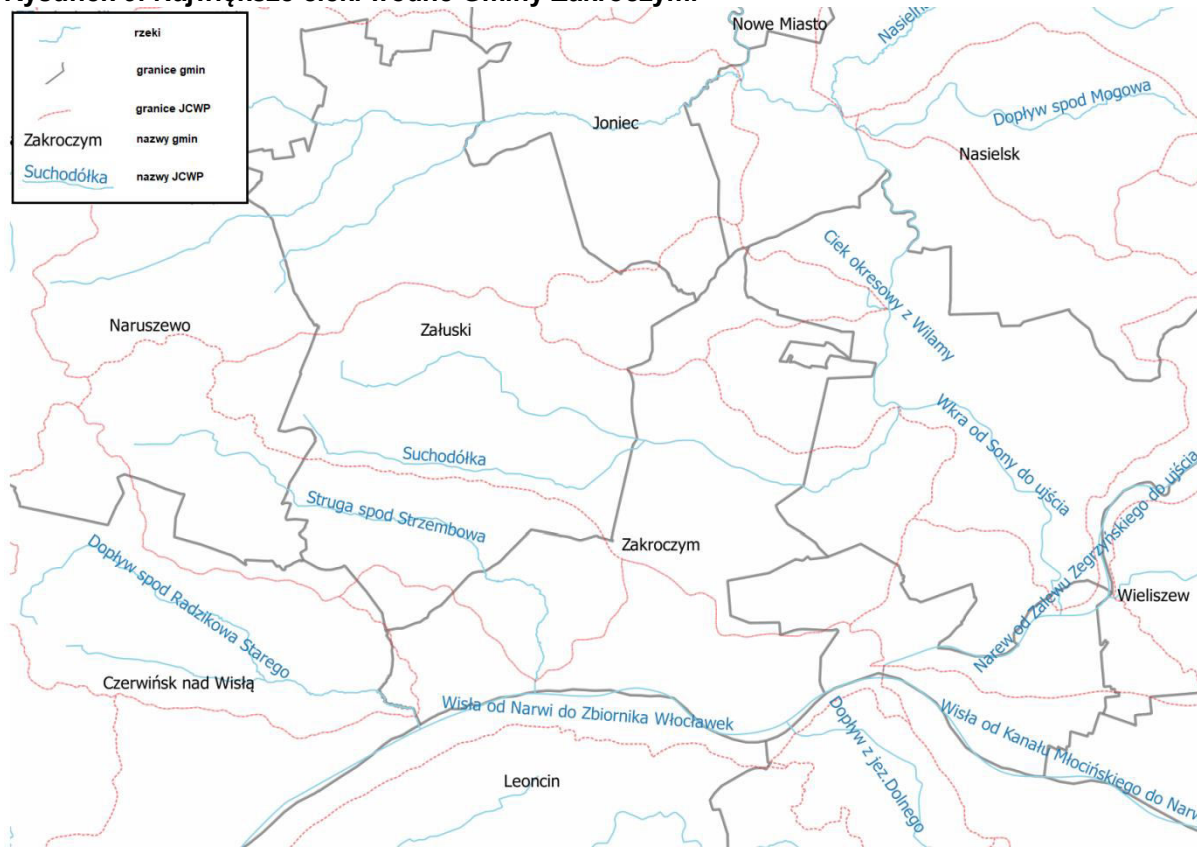 rzeki
granice gmin
granice JCWP
Zakroczym nazwy gmin
Suchodółka nazwy JCWP
Nowe Miasto
Joniec
Dopływ spod Mogowa
Nasielsk
Ciek okresowy z Wilamy
Naruszewo
Załuski
Wkra od Sony do ujścia
Suchodółka
Struga spod Strzembowa
Zakroczym
Narew od Zalewu Zegrzyńskiego do ujścia
Dopływ spod Radzikowa Starego
Wieliszew
Czerwińsk nad Wisłą
Wisła od Narwi do Zbiornika Włocławek
Wisła od Kanału Młocińskiego do Narw
Dopływ z jez.Dolnego
Leoncin